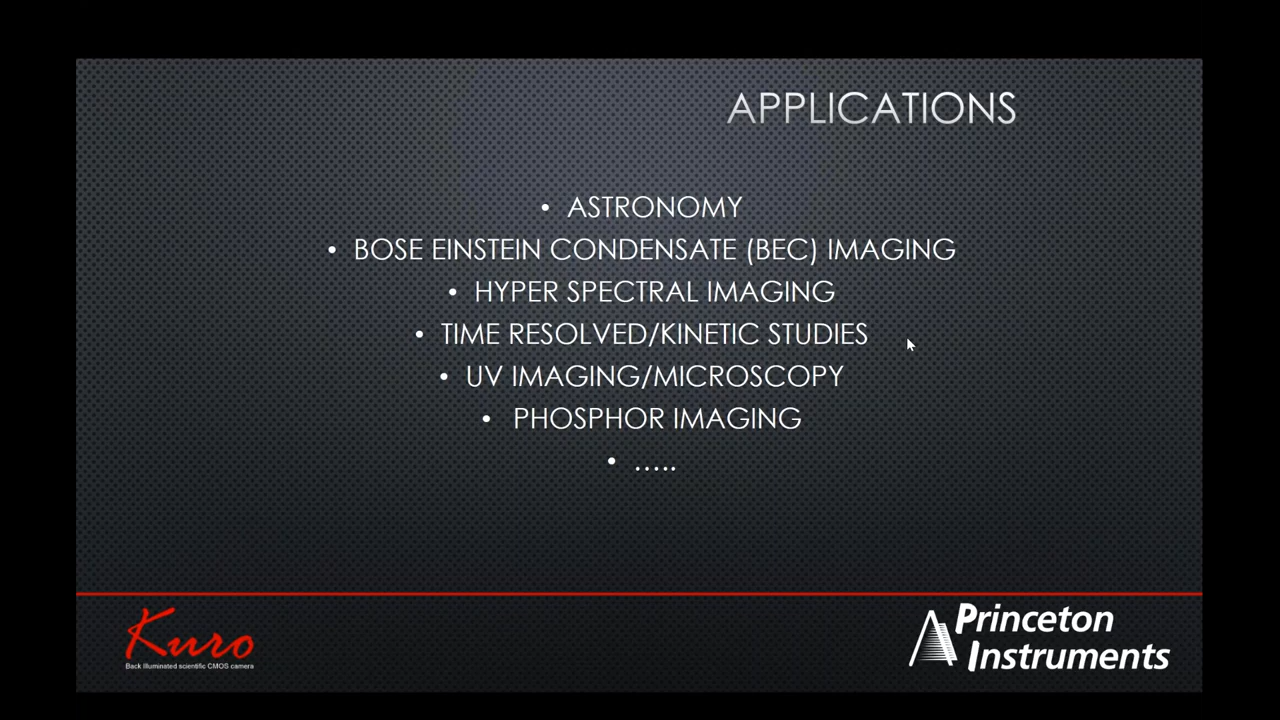 APPLICATIONS
• ASTRONOMY
• BOSE EINSTEIN CONDENSATE (BEC) IMAGING
• HYPER SPECTRAL IMAGING
• TIME RESOLVED/KINETIC STUDIES
• UV IMAGING/MICROSCOPY
• PHOSPHOR IMAGING
• …..
Kuro
Back Illuminated scientific CMOS camera
Princeton
Instruments